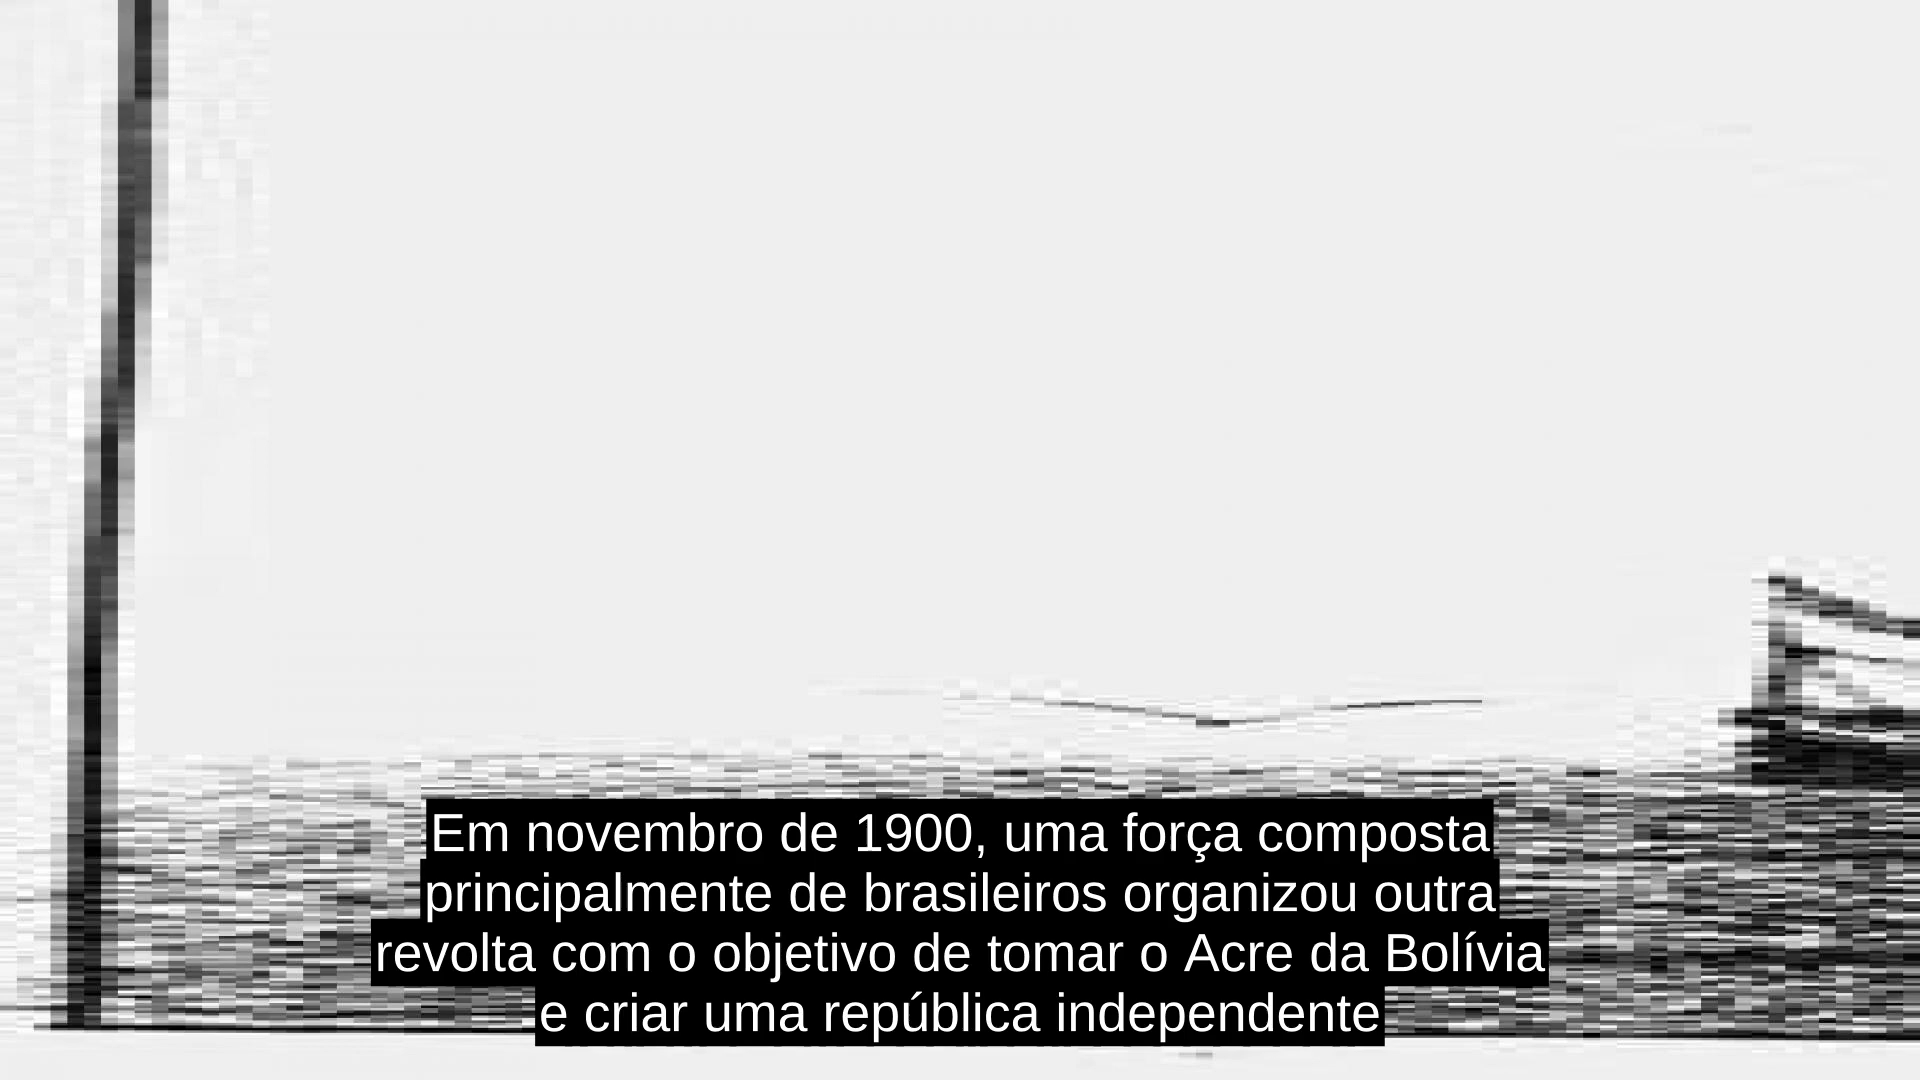 Em novembro de 1900, uma força composta
principalmente de brasileiros organizou outra
revolta com o objetivo de tomar o Acre da Bolívia
e criar uma república independente